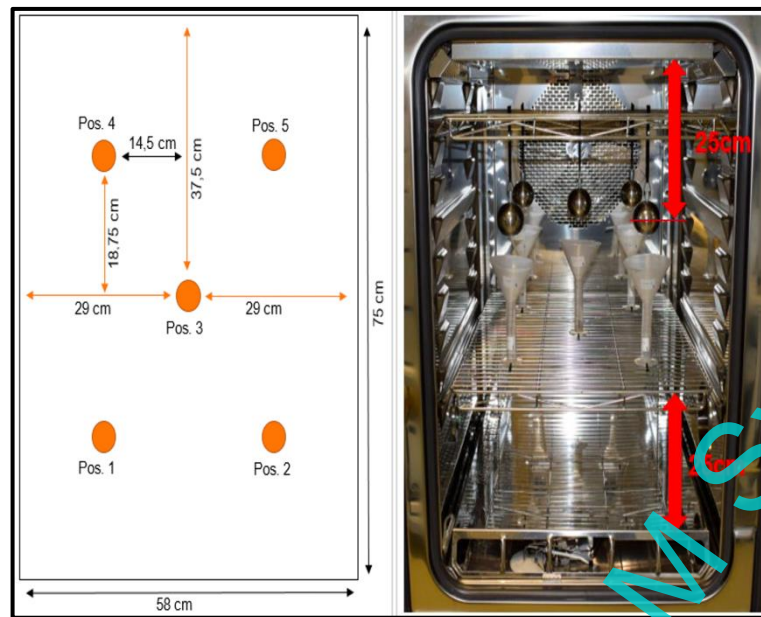 Pos. 4
Pos. 5
14,5 cm
37,5 cm
18.75 cm
29 cm
29 cm
Pos. 3
75 cm
Pos. 1
Pos. 2
58 cm
25cm